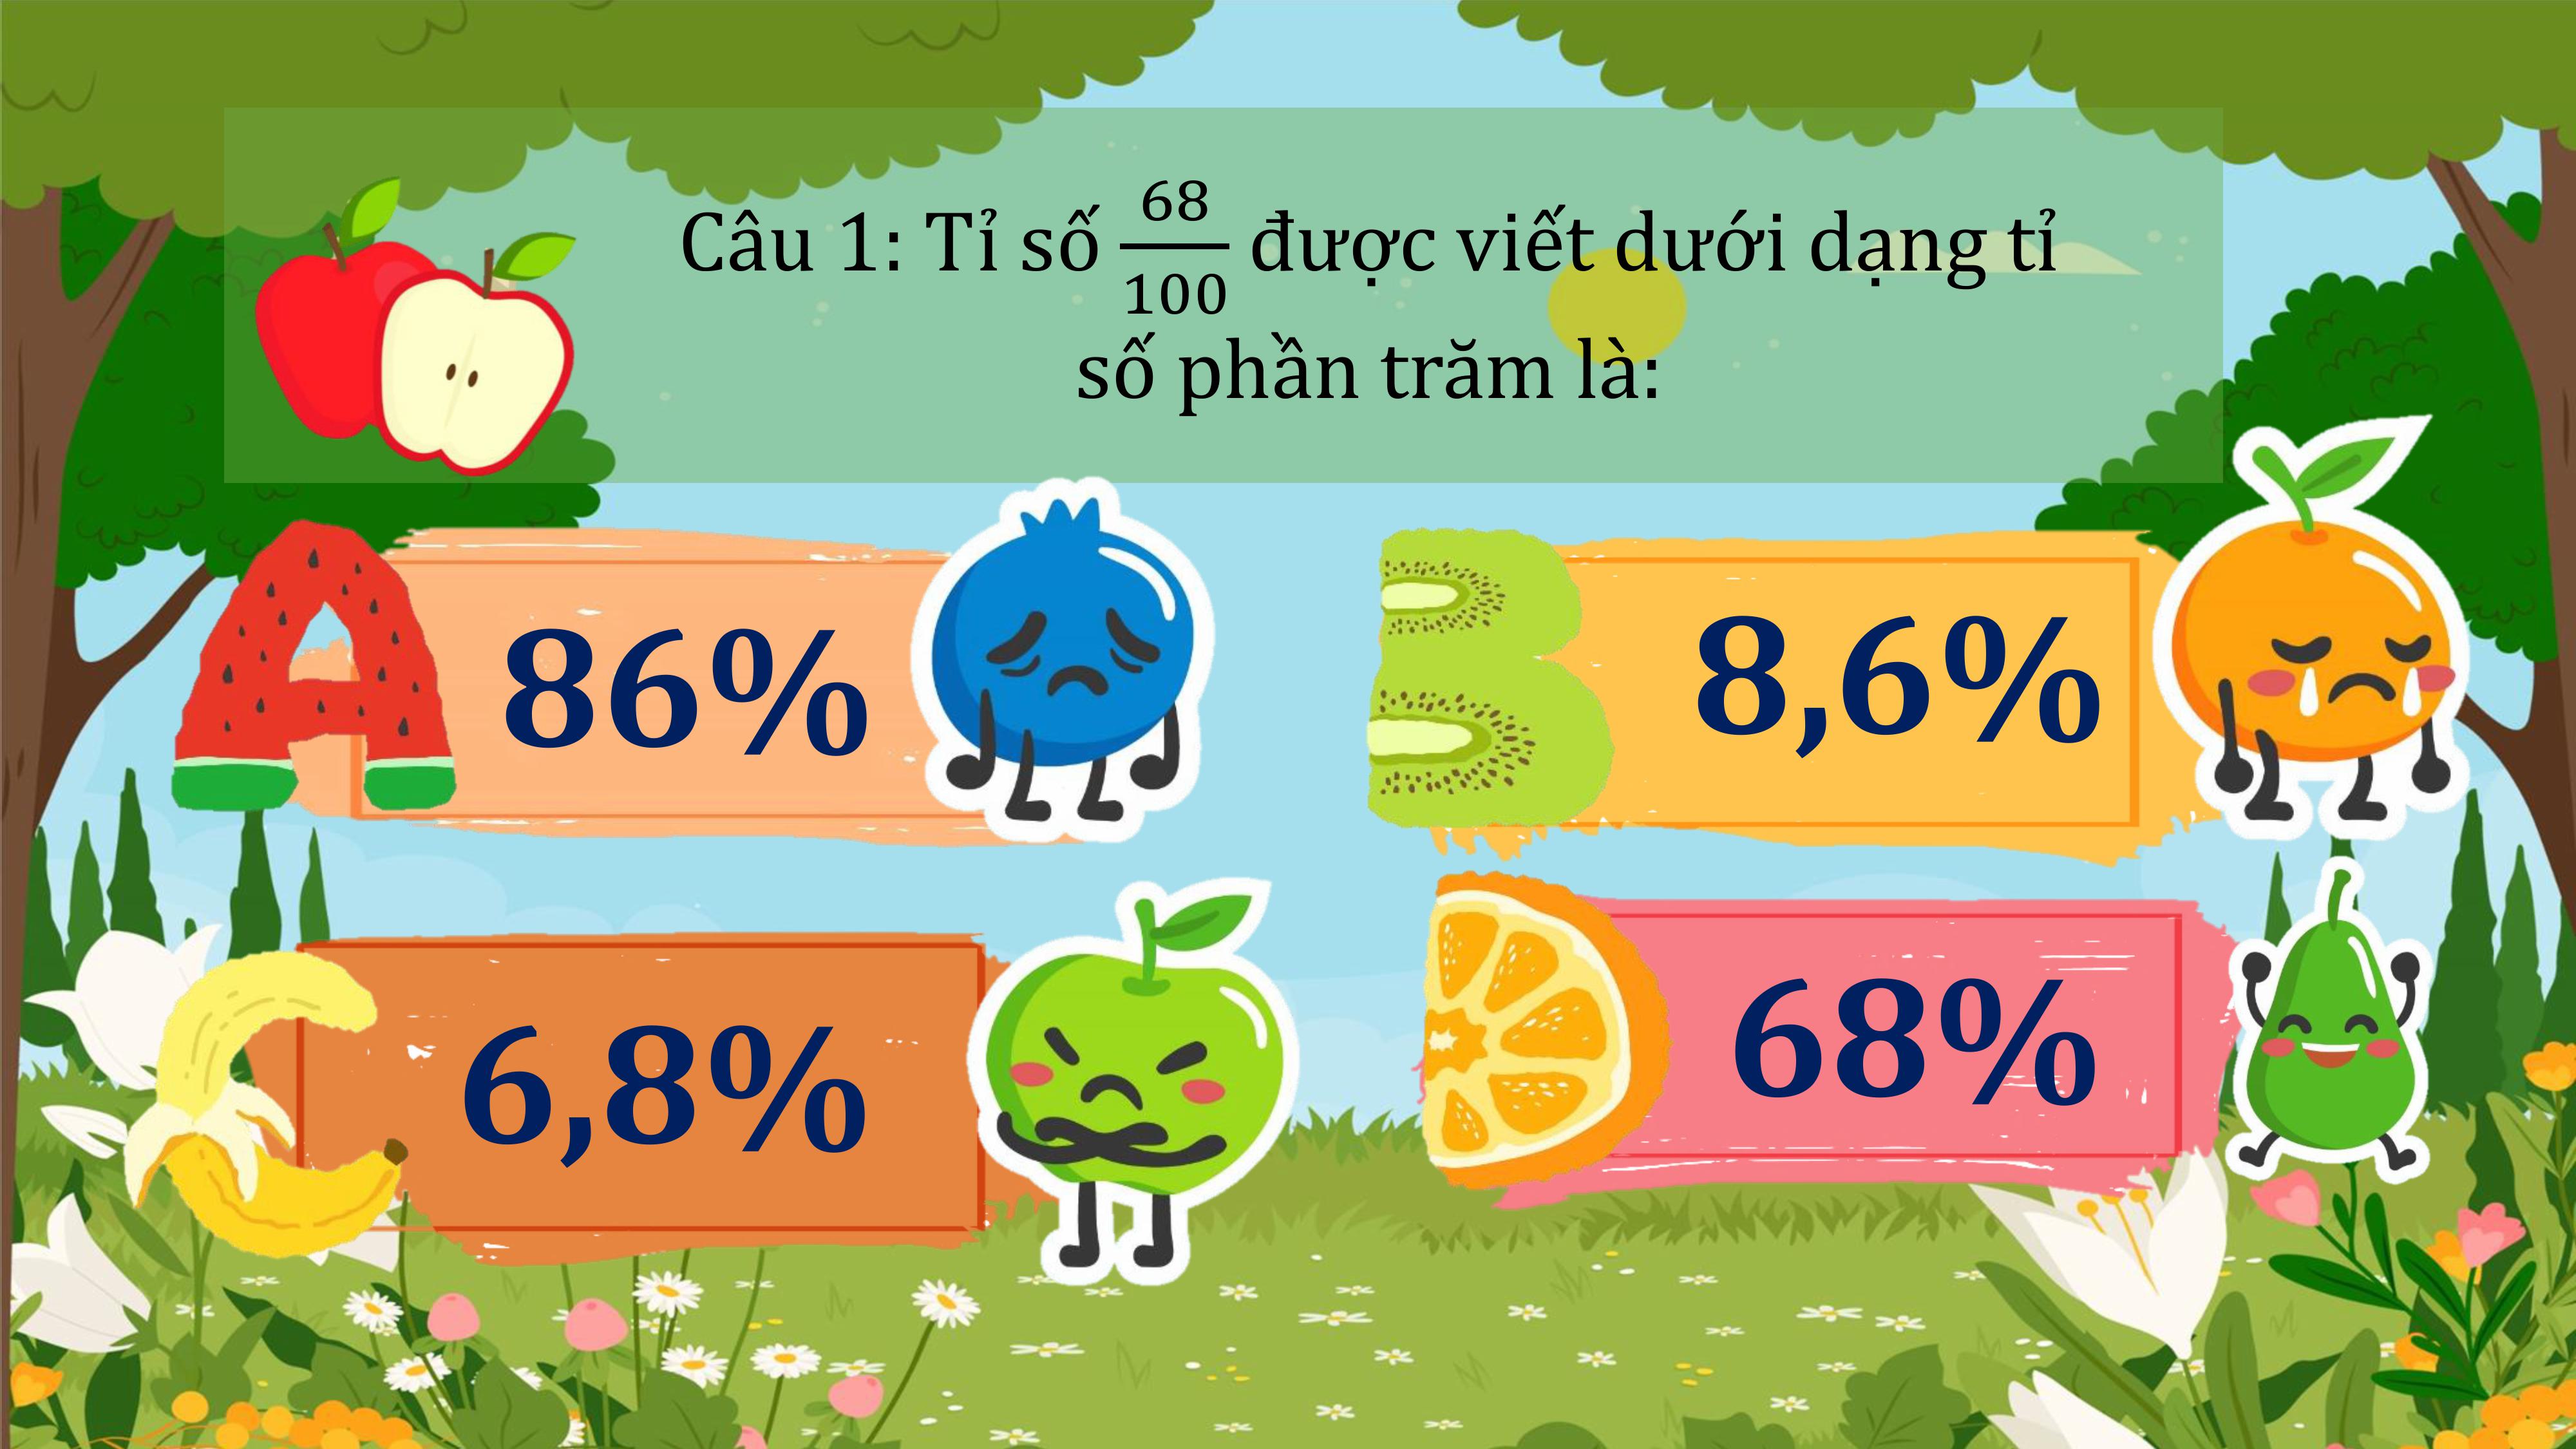 Câu 1: Tỉ số 68/100 được viết dưới dạng tỉ
số phần trăm là:
A 86%
B 8,6%
C 6,8%
D 68%